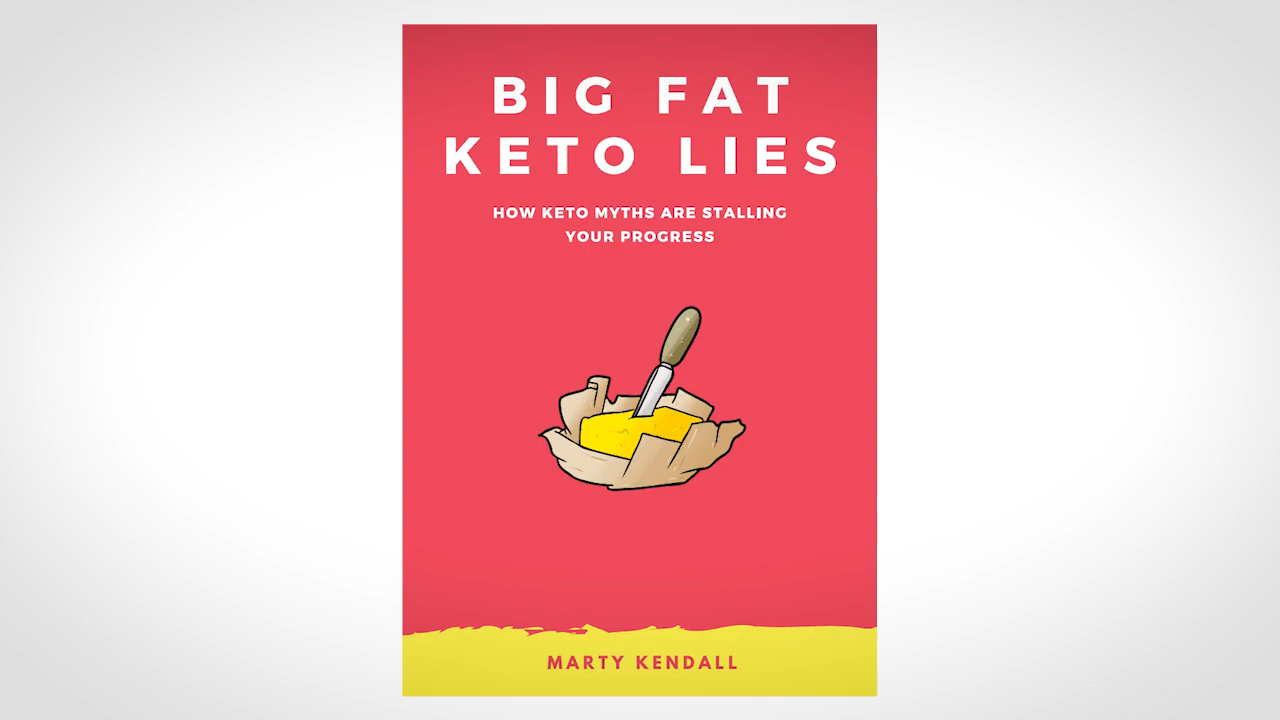 BIG FAT
KETO LIES
HOW KETO MYTHS ARE STALLING
YOUR PROGRESS
MARTY KENDALL